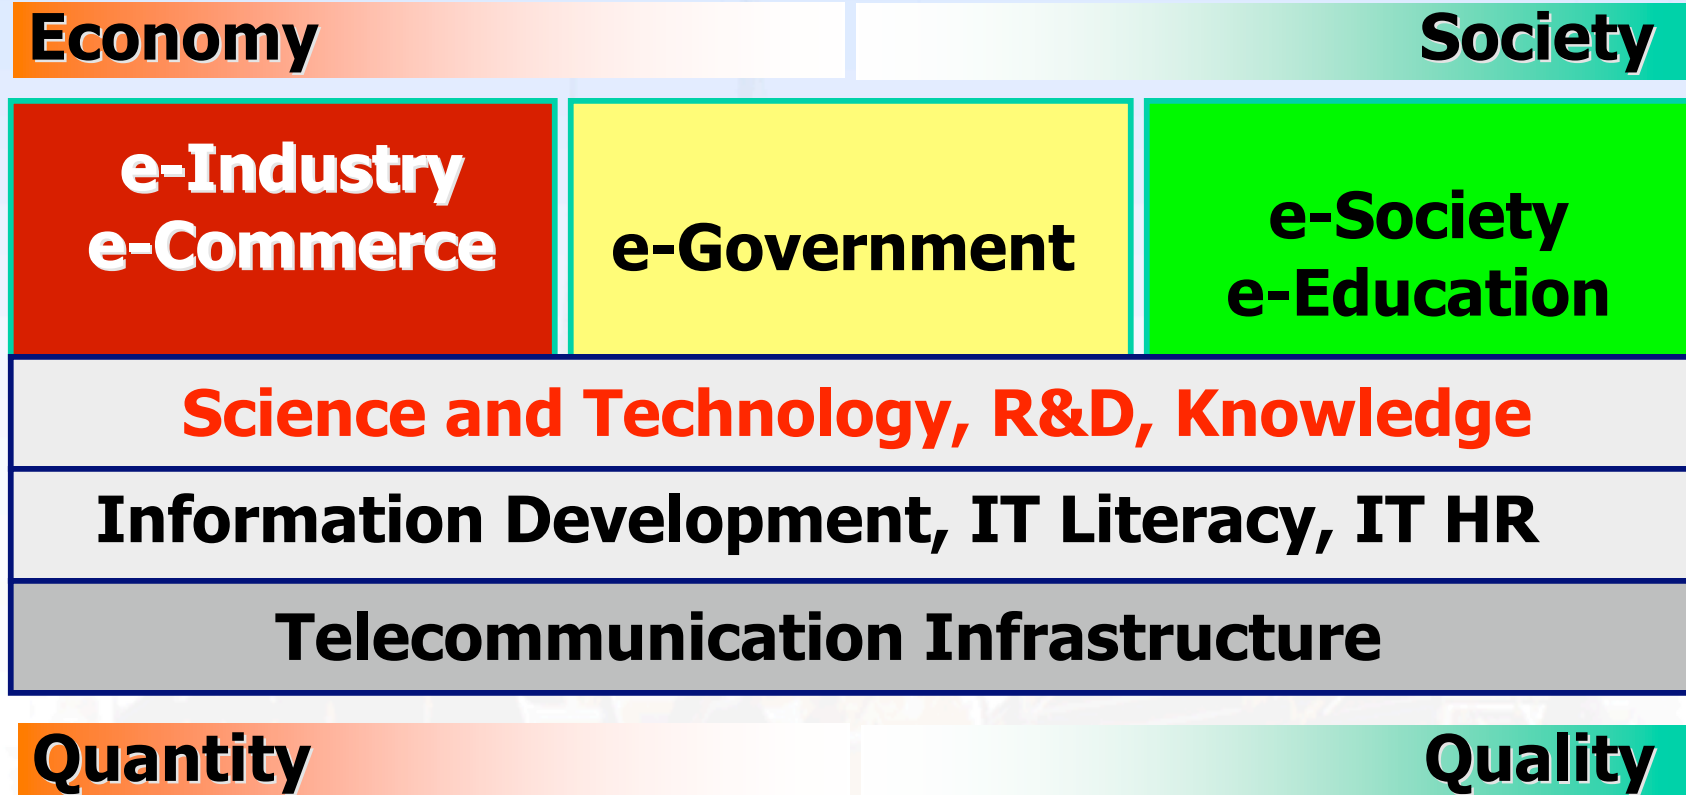 Economy
Society
e-Industry
e-Commerce
e-Government
e-Society
e-Education
Science and Technology, R&D, Knowledge
Information Development, IT Literacy, IT HR
Telecommunication Infrastructure
Quantity
Quality